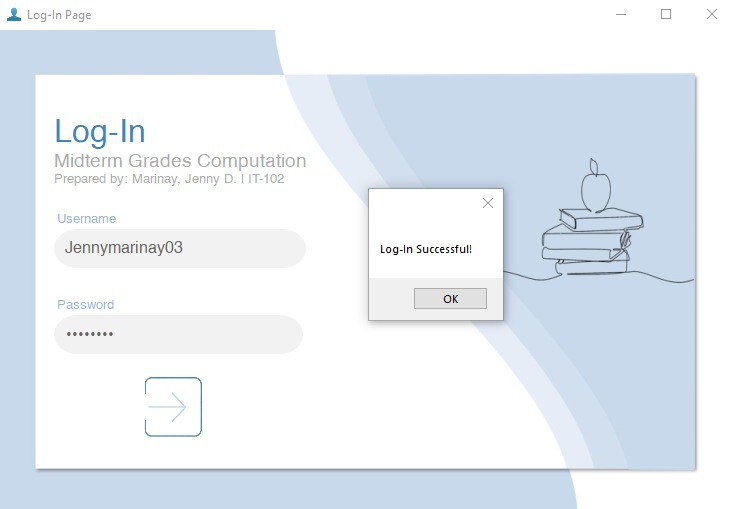 Log-In Page
Log-In
Midterm Grades Computation
Prepared by: Marinay, Jenny D. | IT-102
Username
Jennymarinay03
Password
••••••••
Log-In Successful!
OK